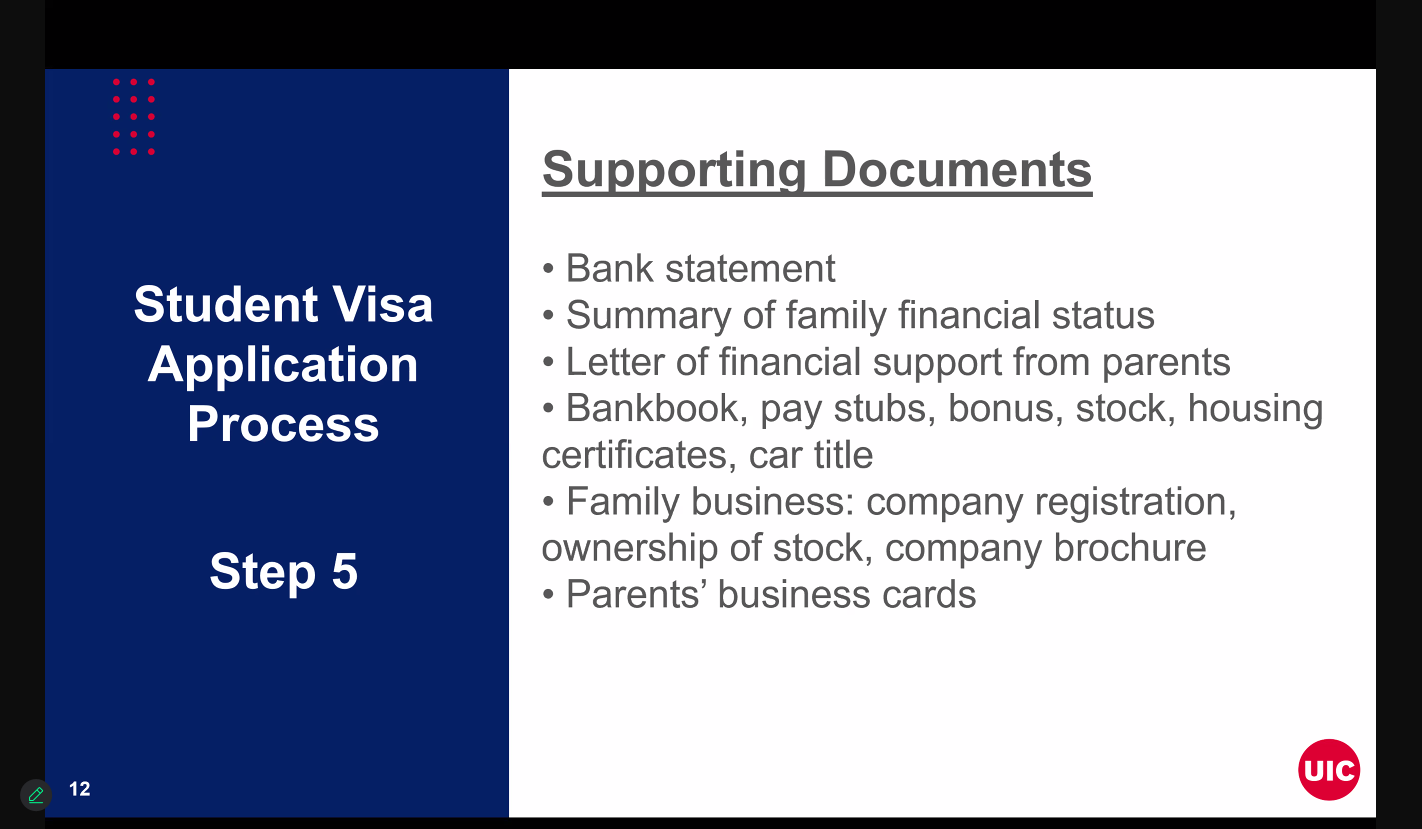 Student Visa
Application
Process
Step 5
12
Supporting Documents
• Bank statement
• Summary of family financial status
• Letter of financial support from parents
• Bankbook, pay stubs, bonus, stock, housing
certificates, car title
• Family business: company registration,
ownership of stock, company brochure
• Parents’ business cards
UIC